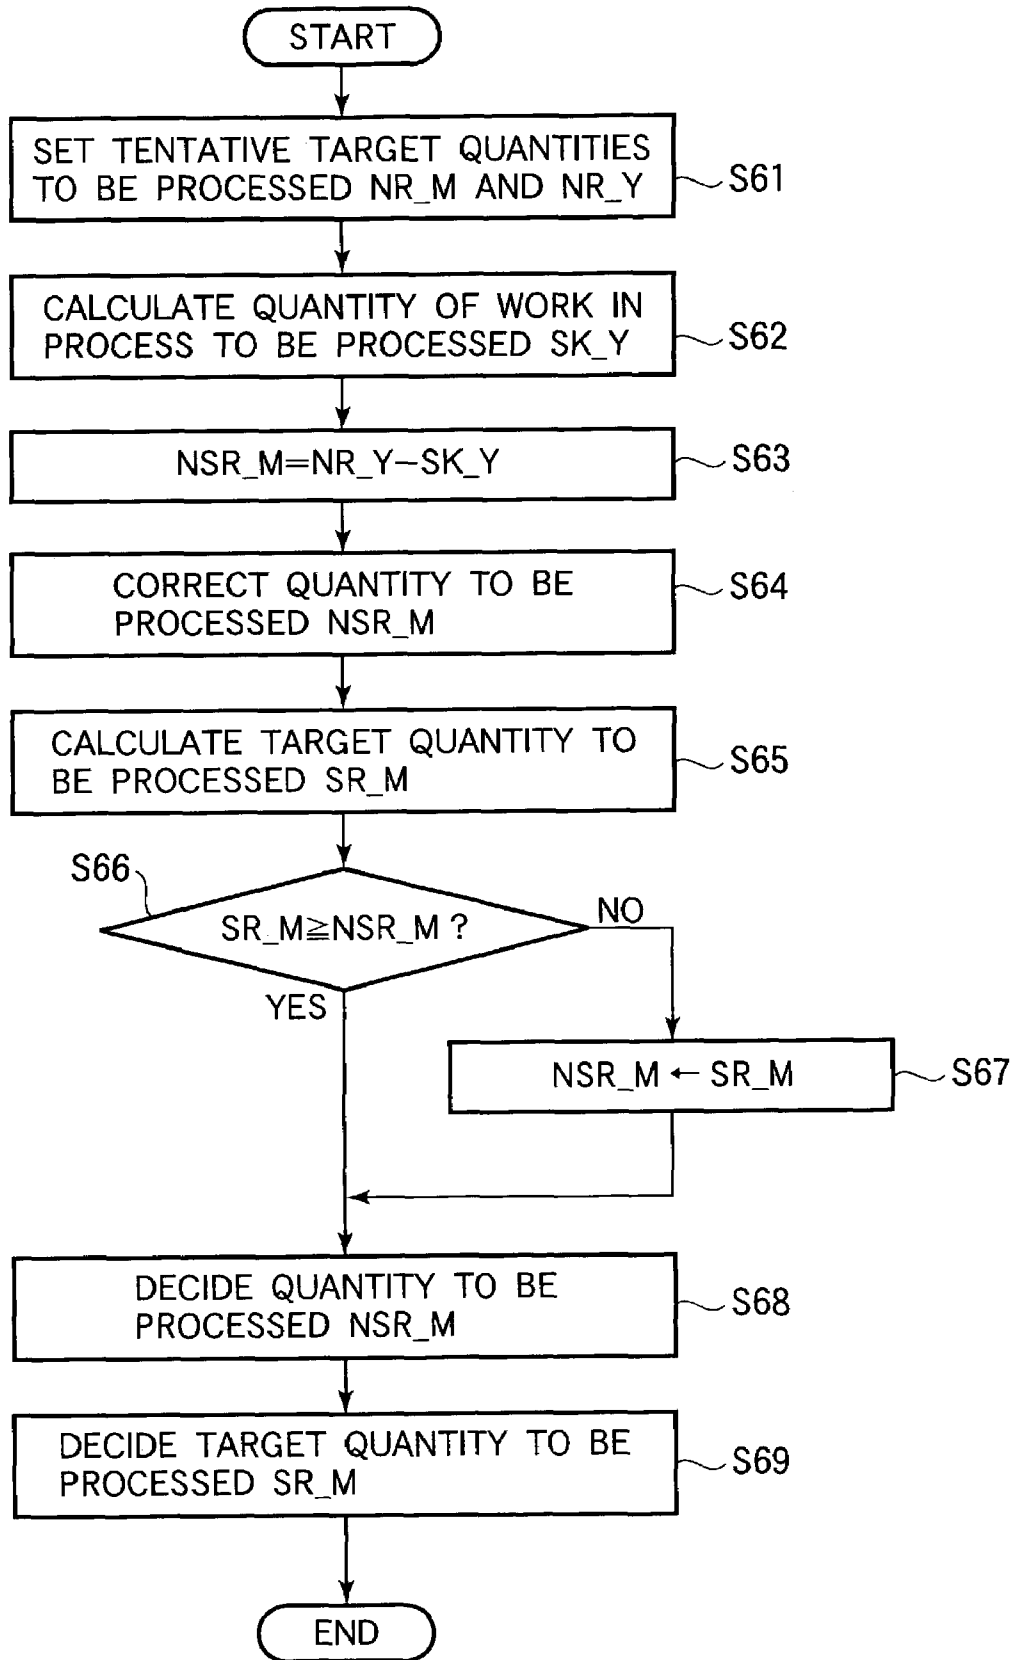 START
SET TENTATIVE TARGET QUANTITIES
TO BE PROCESSED NR_M AND NR_Y
S61
CALCULATE QUANTITY OF WORK IN
PROCESS TO BE PROCESSED SK_Y
S62
NSR_M=NR_Y−SK_Y
S63
CORRECT QUANTITY TO BE
PROCESSED NSR_M
S64
CALCULATE TARGET QUANTITY TO
BE PROCESSED SR_M
S65
S66
SR_M≧NSR_M ?
NO
YES
NSR_M ← SR_M
S67
DECIDE QUANTITY TO BE
PROCESSED NSR_M
S68
DECIDE TARGET QUANTITY TO BE
PROCESSED SR_M
S69
END